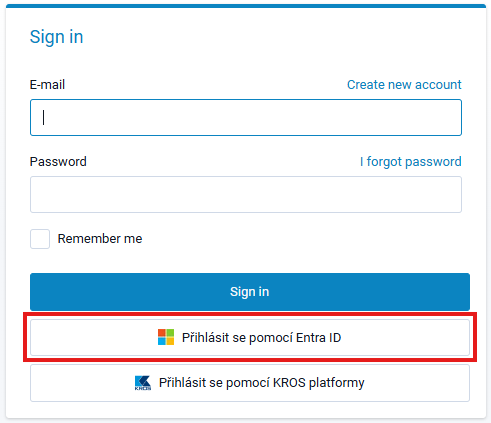 Sign in
E-mail Create new account
Password I forgot password
Remember me
Sign in
Přihlásit se pomocí Entra ID
KROS Přihlásit se pomocí KROS platformy